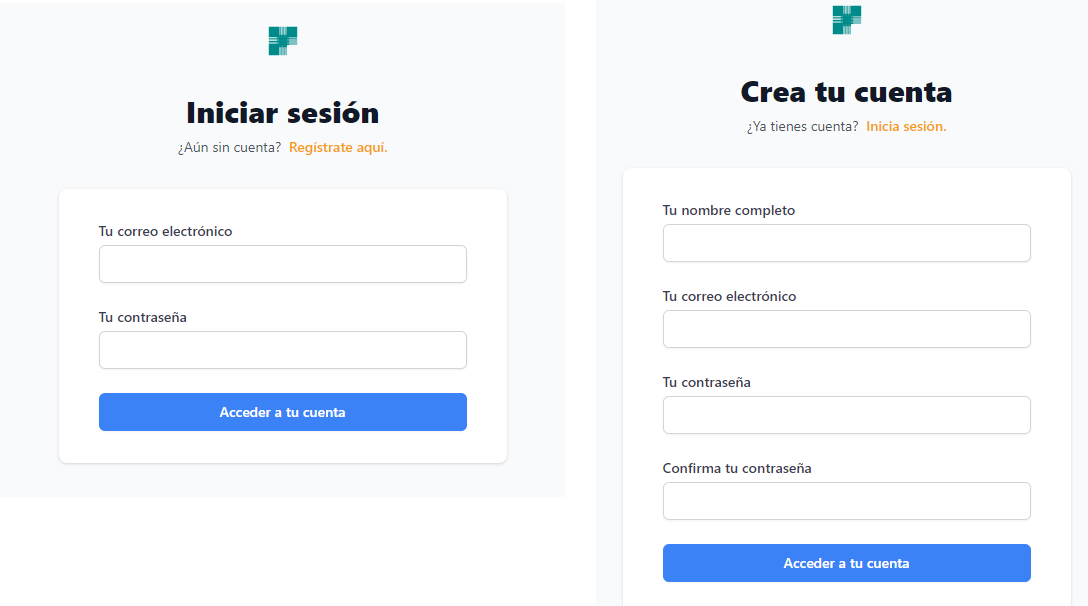 Iniciar sesión
¿Aún sin cuenta? Regístrate aquí.
Tu correo electrónico
Tu contraseña
Acceder a tu cuenta
Crea tu cuenta
¿Ya tienes cuenta? Inicia sesión.
Tu nombre completo
Tu correo electrónico
Tu contraseña
Confirma tu contraseña
Acceder a tu cuenta